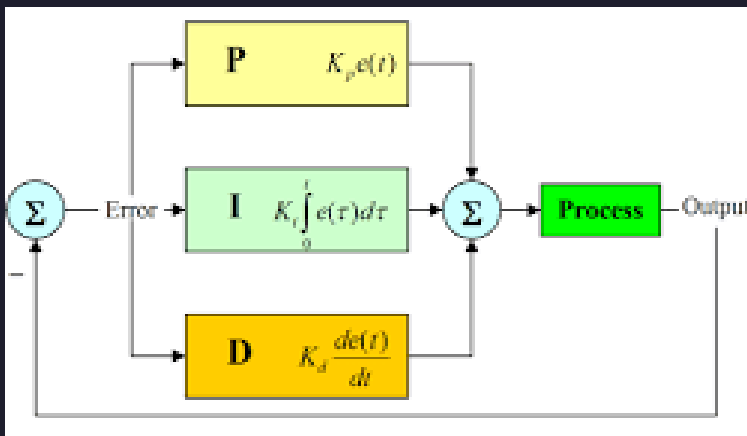 P K_p e(t)
Σ
Error
I K_i ∫_0^t e(τ)dτ
Σ
Process
Output
−
D K_d de(t)/dt